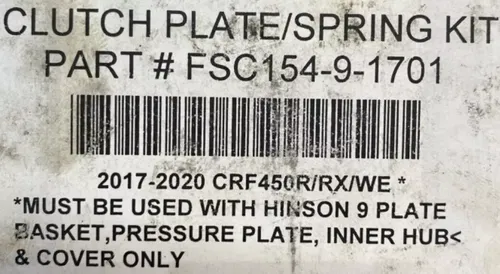 CLUTCH PLATE/SPRING KIT
PART # FSC154-9-1701
2017-2020 CRF450R/RX/WE *
*MUST BE USED WITH HINSON 9 PLATE
BASKET,PRESSURE PLATE, INNER HUB<
& COVER ONLY